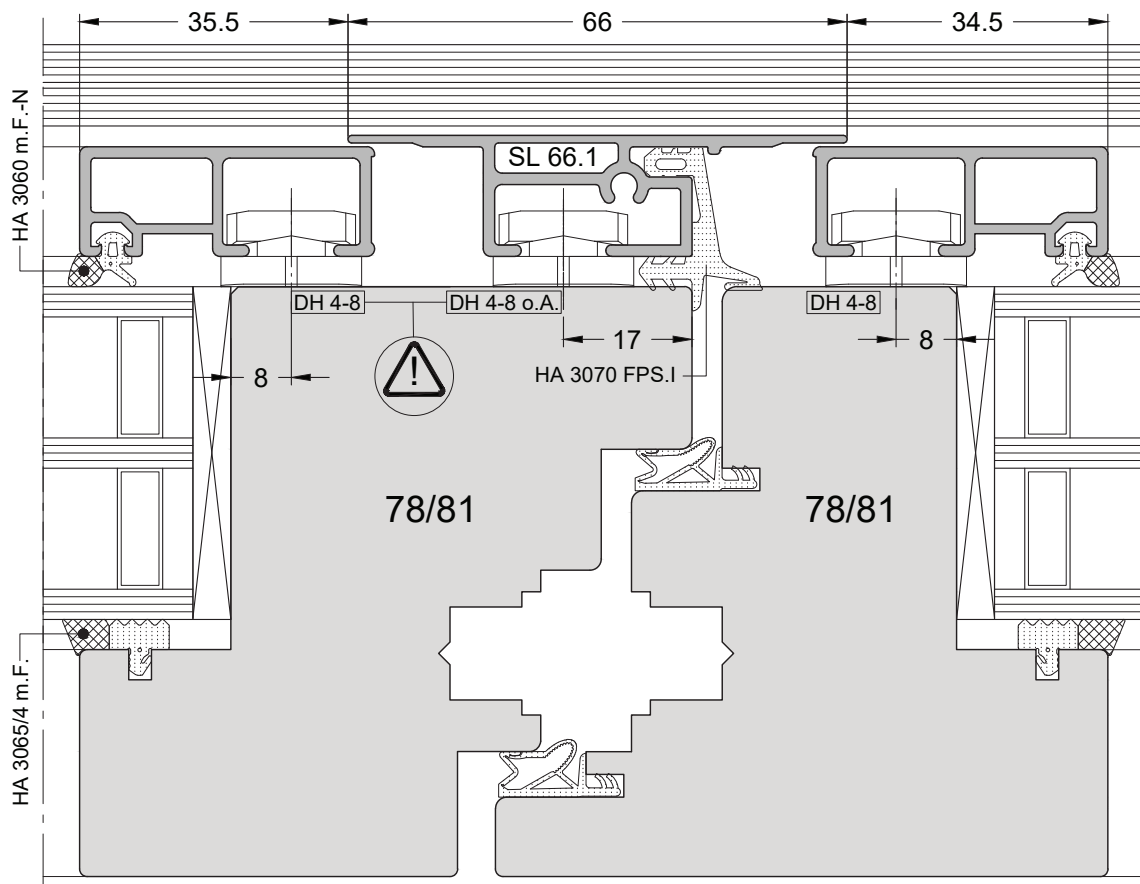 35.5
66
34.5
HA 3060 m.F.-N
SL 66.1
DH 4-8
DH 4-8 o.A.
DH 4-8
17
8
8
HA 3070 FPS.I
!
78/81
78/81
HA 3065/4 m.F.